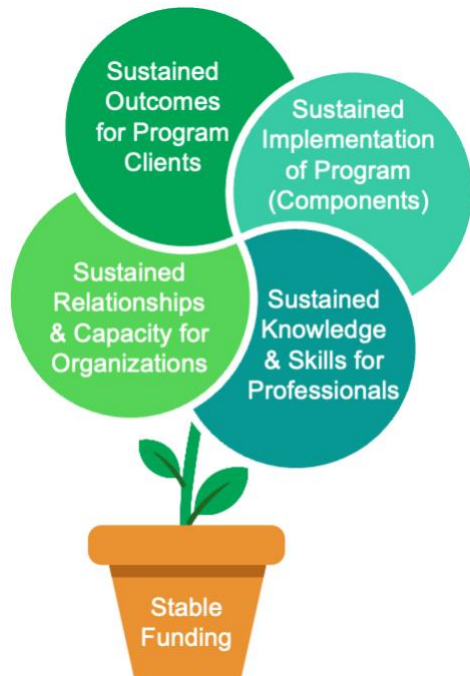 Sustained
Outcomes
for Program
Clients
Sustained
Implementation
of Program
(Components)
Sustained
Relationships
& Capacity for
Organizations
Sustained
Knowledge
& Skills for
Professionals
Stable
Funding